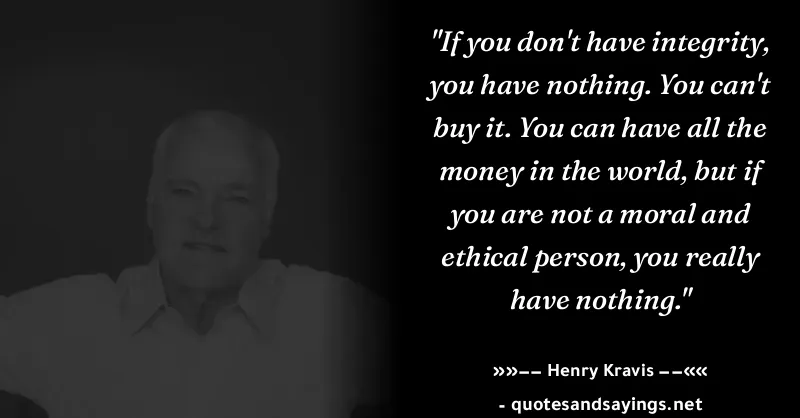 "If you don't have integrity,
you have nothing. You can't
buy it. You can have all the
money in the world, but if
you are not a moral and
ethical person, you really
have nothing."
»»−− Henry Kravis −−««
- quotesandsayings.net